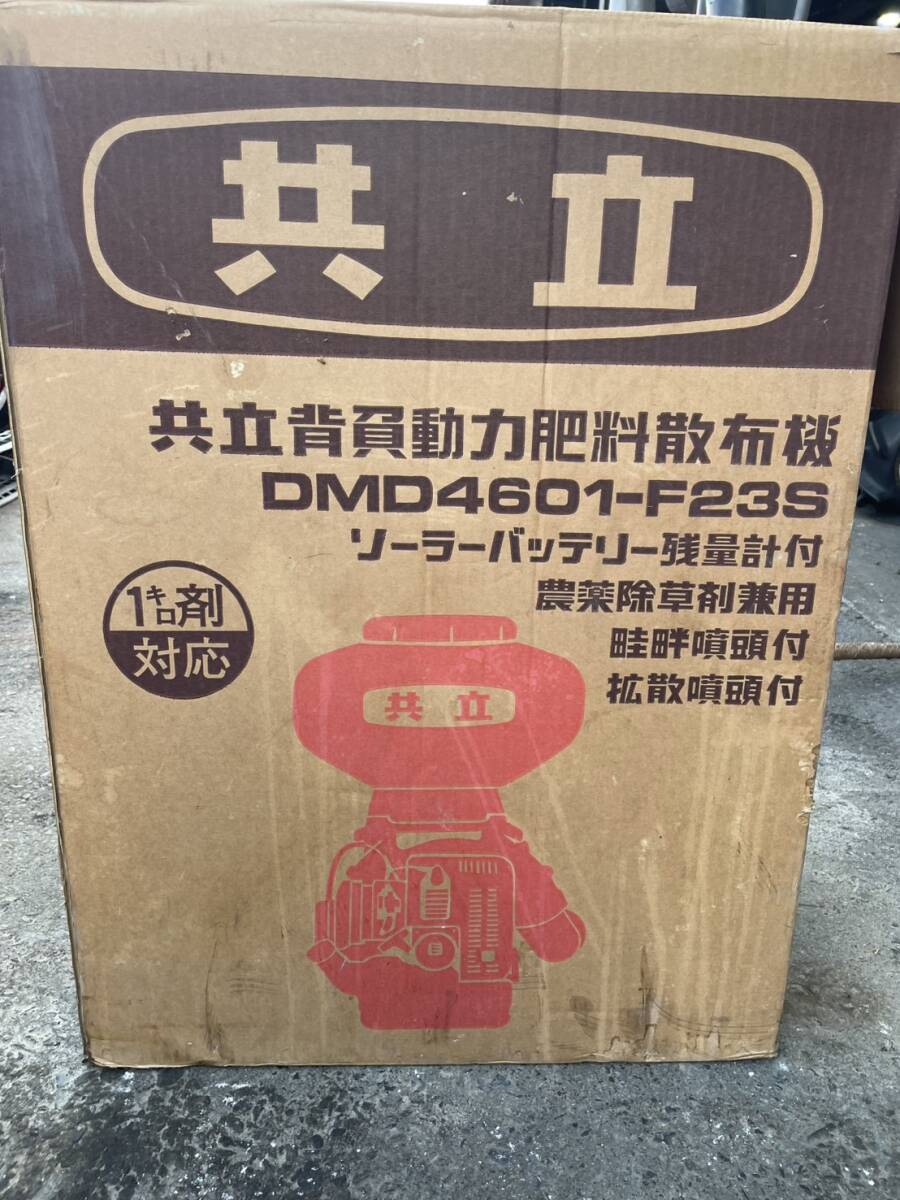 共立
共立背負動力肥料散布機
DMD4601-F23S
ソーラーバッテリー残量計付
農薬除草剤兼用
畦畔噴頭付
拡散噴頭付
1キロ剤
対応
共立